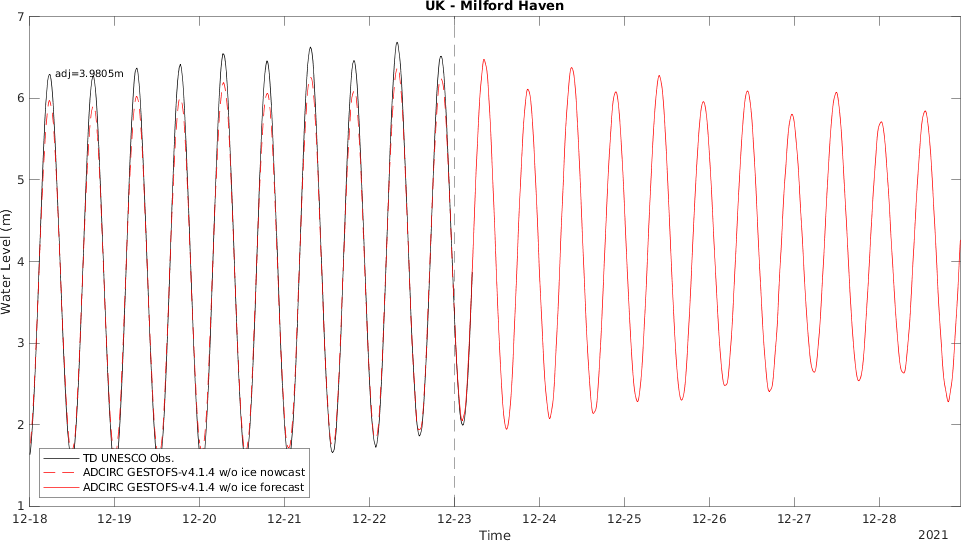 UK - Milford Haven
7
adj=3.9805m
6
5
4
3
2
1
Water Level (m)
TD UNESCO Obs.
ADCIRC GESTOFS-v4.1.4 w/o ice nowcast
ADCIRC GESTOFS-v4.1.4 w/o ice forecast
12-18 12-19 12-20 12-21 12-22 12-23 12-24 12-25 12-26 12-27 12-28
Time
2021